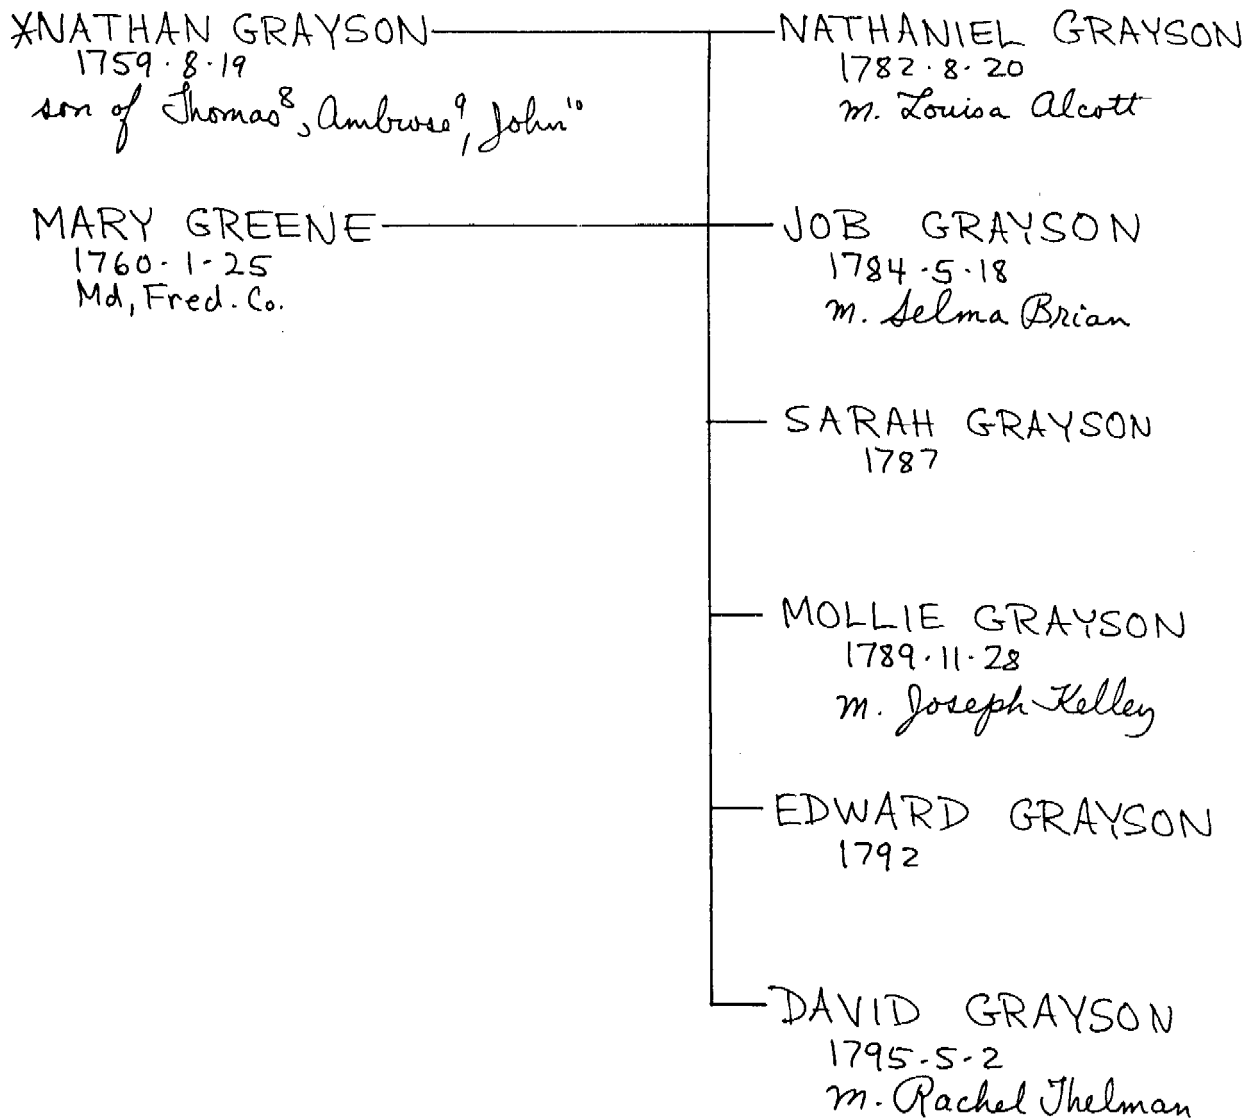 *NATHAN GRAYSON
1759·8·19
son of Thomas⁸, Ambrose⁹, John¹⁰
MARY GREENE
1760·1·25
Md, Fred. Co.
NATHANIEL GRAYSON
1782·8·20
m. Louisa Alcott
JOB GRAYSON
1784·5·18
m. Selma Brian
SARAH GRAYSON
1787
MOLLIE GRAYSON
1789·11·28
m. Joseph Kelley
EDWARD GRAYSON
1792
DAVID GRAYSON
1795·5·2
m. Rachel Thelman